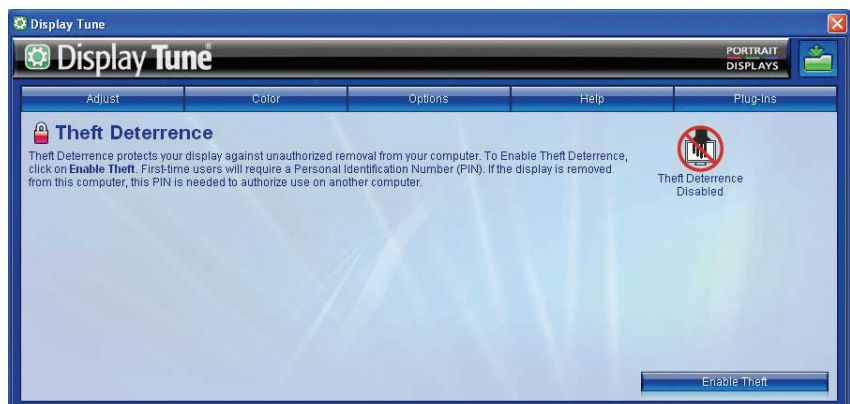 Display Tune
Display Tune®
PORTRAIT
DISPLAYS
Adjust
Color
Options
Help
Plug-ins
Theft Deterrence
Theft Deterrence protects your display against unauthorized removal from your computer. To Enable Theft Deterrence,
click on Enable Theft. First-time users will require a Personal Identification Number (PIN). If the display is removed
from this computer, this PIN is needed to authorize use on another computer.
Theft Deterrence
Disabled
Enable Theft